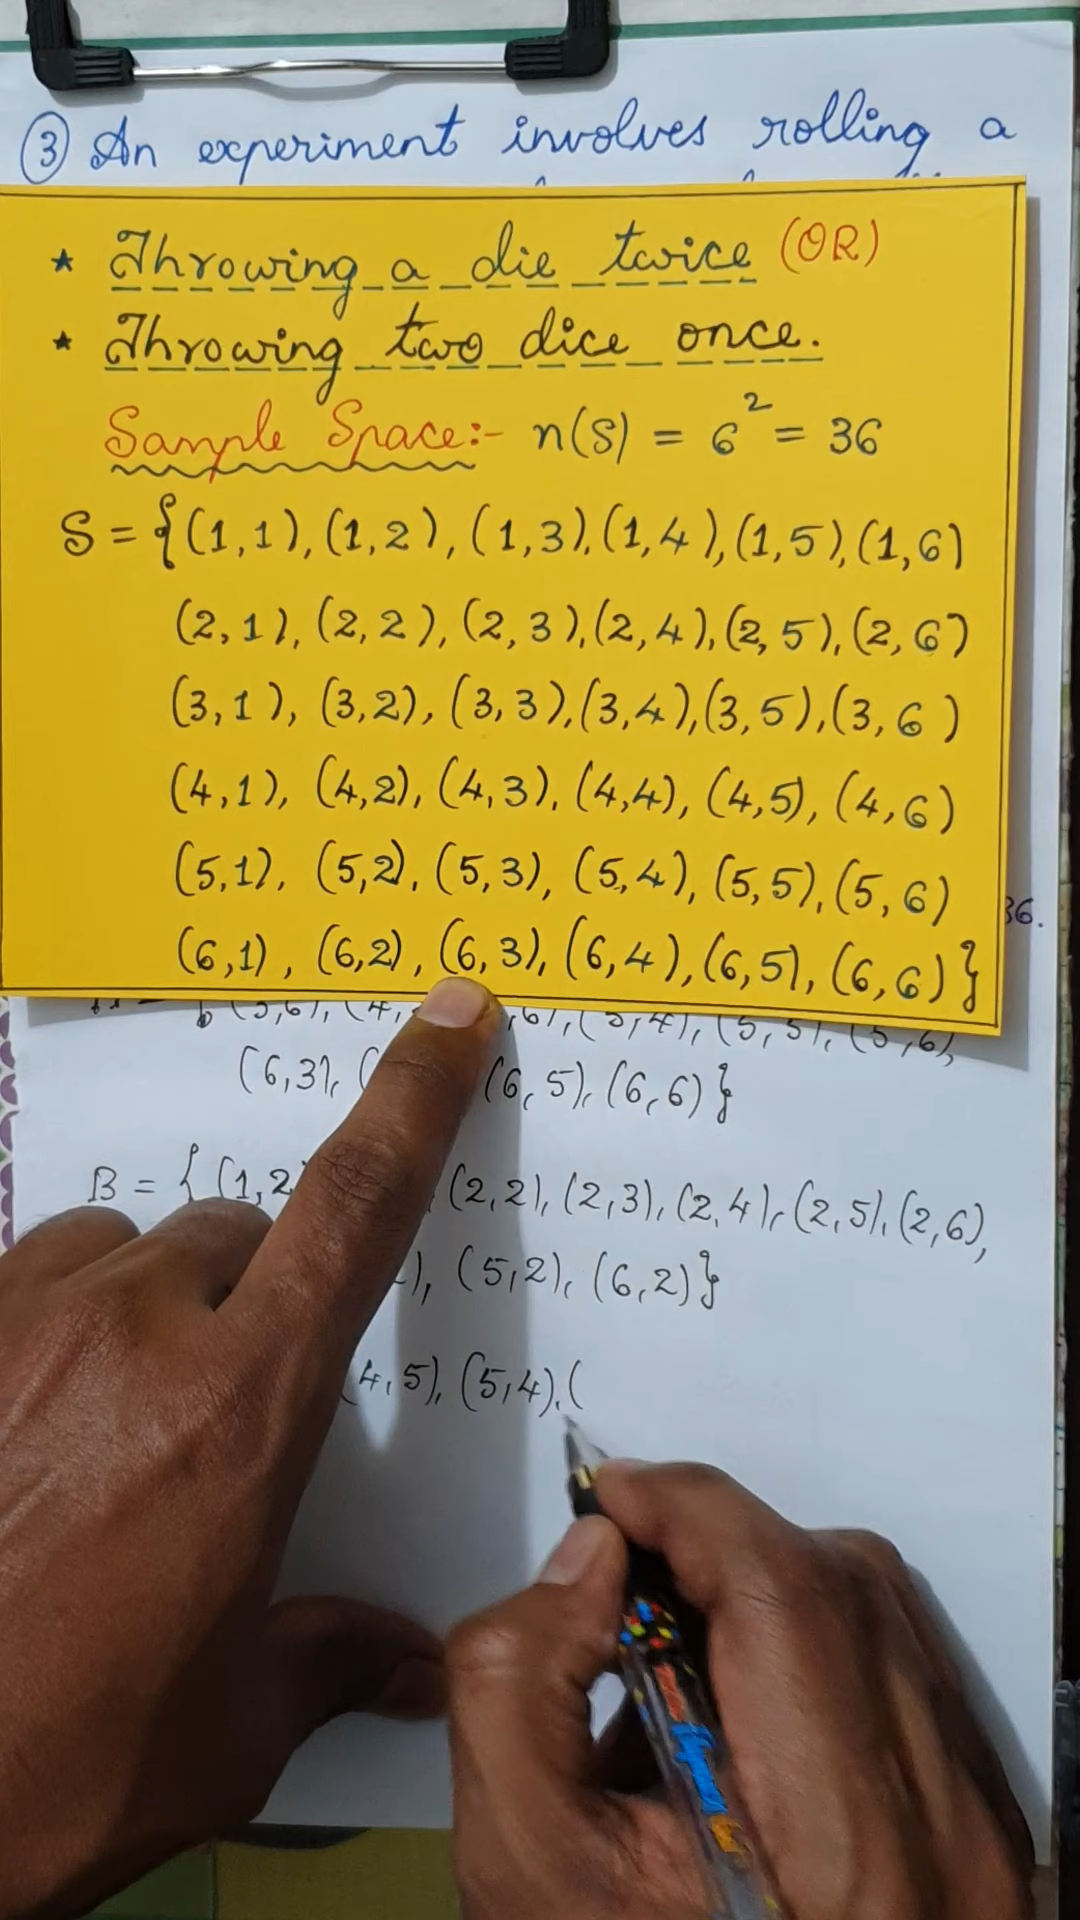 ③ An experiment involves rolling a
★ Throwing a die twice (OR)
★ Throwing two dice once.
Sample Space:- n(S) = 6² = 36
S = {(1,1), (1,2), (1,3), (1,4), (1,5), (1,6)
(2,1), (2,2), (2,3), (2,4), (2,5), (2,6)
(3,1), (3,2), (3,3), (3,4), (3,5), (3,6)
(4,1), (4,2), (4,3), (4,4), (4,5), (4,6)
(5,1), (5,2), (5,3), (5,4), (5,5), (5,6)
36.
(6,1), (6,2), (6,3), (6,4), (6,5), (6,6)}
(5,4), (5,5), (5,6),
(6,3), (6,5), (6,6)}
B = { (1,2 (2,2), (2,3), (2,4), (2,5), (2,6),
), (5,2), (6,2)}
(4,5), (5,4), (